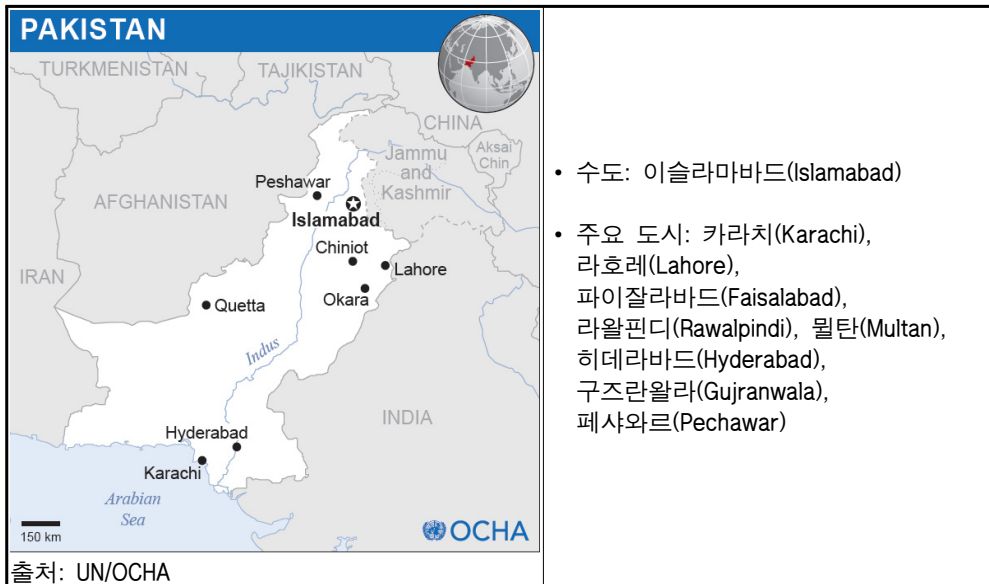 PAKISTAN
TURKMENISTAN
TAJIKISTAN
CHINA
Aksai
Chin
Jammu
and
Kashmir
Peshawar
AFGHANISTAN
Islamabad
Chiniot
Lahore
IRAN
Okara
Quetta
Indus
INDIA
Hyderabad
Karachi
Arabian
Sea
150 km
OCHA
출처: UN/OCHA
• 수도: 이슬라마바드(Islamabad)
• 주요 도시: 카라치(Karachi),
라호레(Lahore),
파이잘라바드(Faisalabad),
라왈핀디(Rawalpindi), 뮐탄(Multan),
히데라바드(Hyderabad),
구즈란왈라(Gujranwala),
페샤와르(Pechawar)